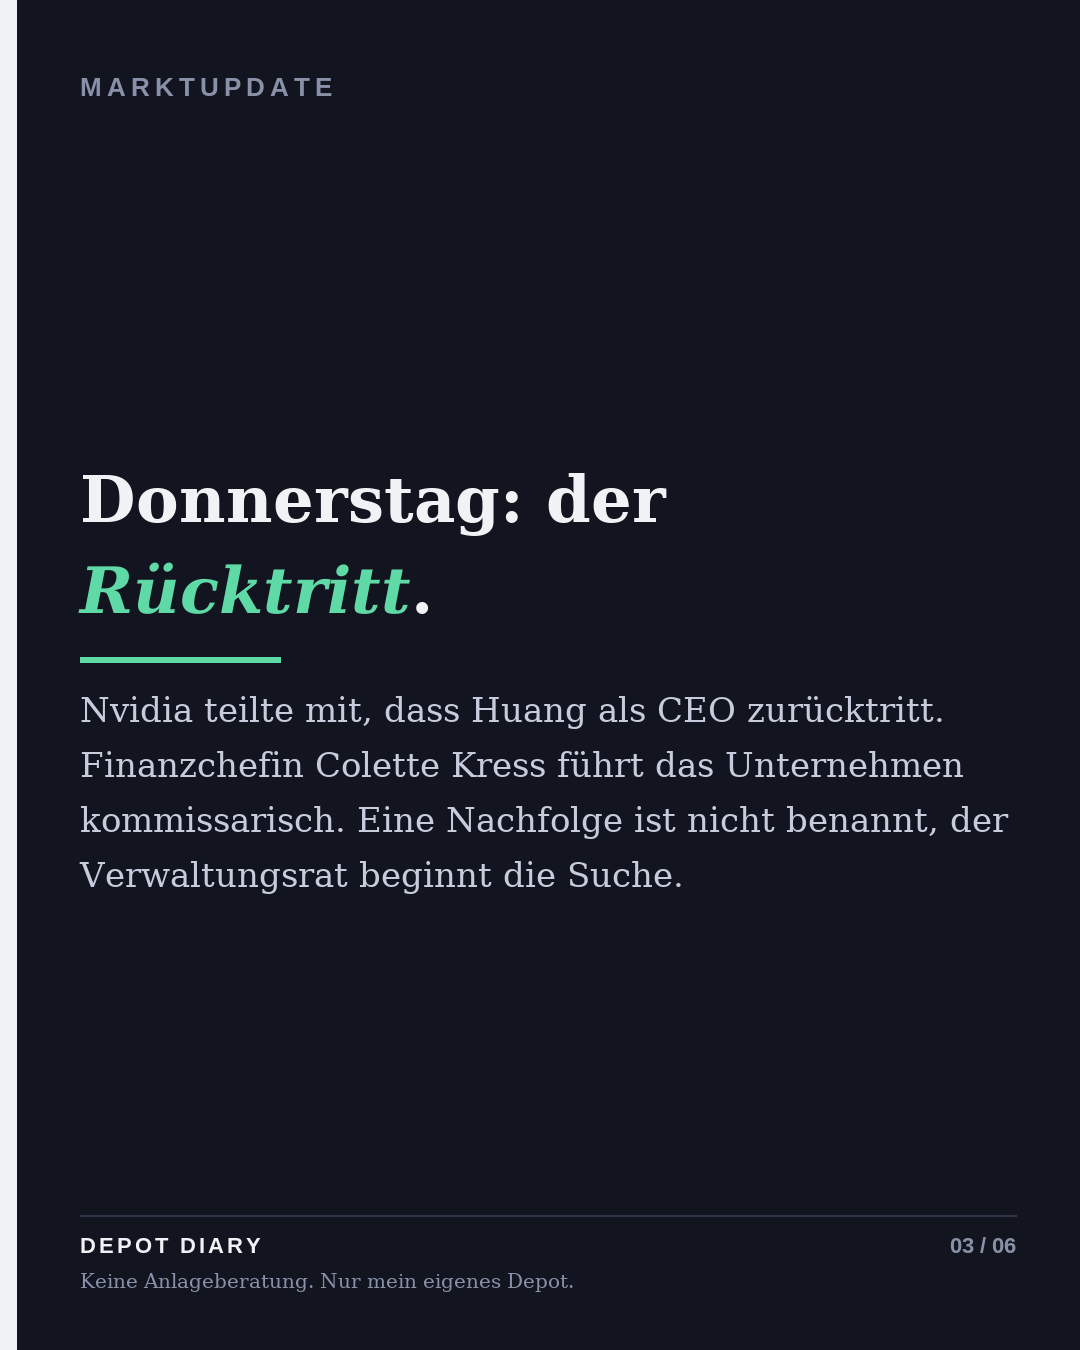 MARKTUPDATE
Donnerstag: der
Rücktritt.
Nvidia teilte mit, dass Huang als CEO zurücktritt.
Finanzchefin Colette Kress führt das Unternehmen
kommissarisch. Eine Nachfolge ist nicht benannt, der
Verwaltungsrat beginnt die Suche.
DEPOT DIARY
03 / 06
Keine Anlageberatung. Nur mein eigenes Depot.